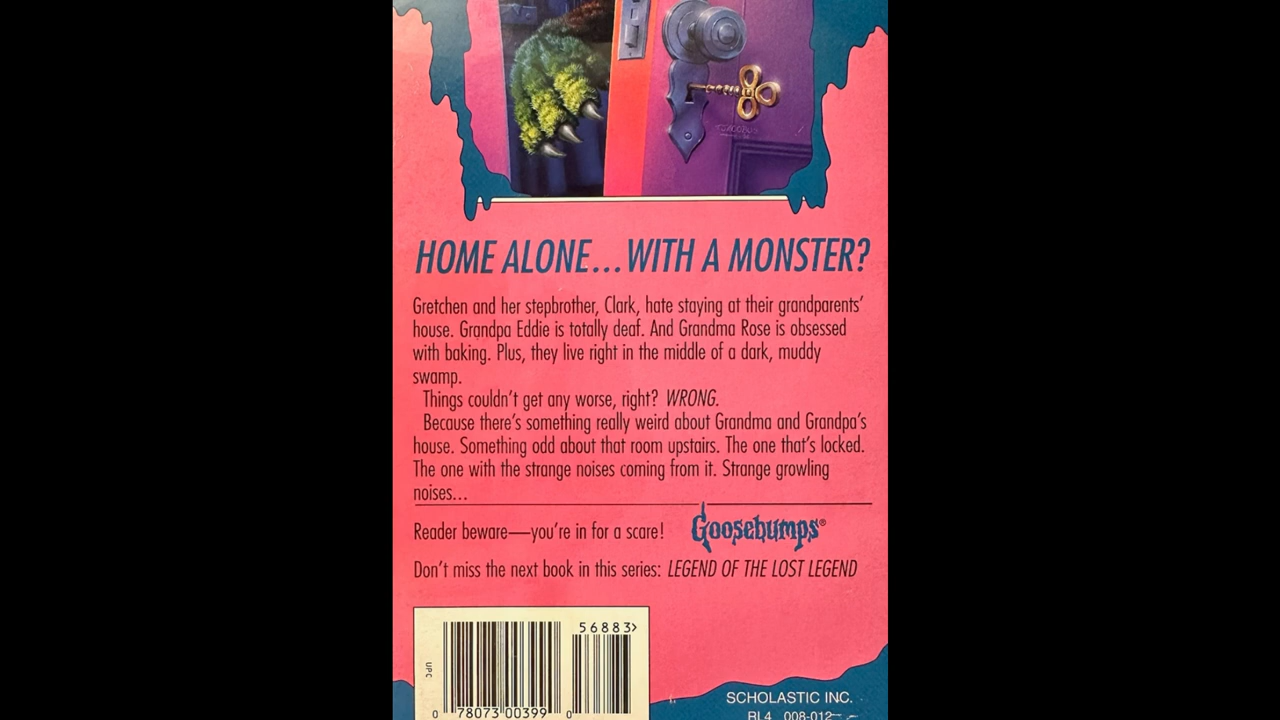 HOME ALONE...WITH A MONSTER?
Gretchen and her stepbrother, Clark, hate staying at their grandparents'
house. Grandpa Eddie is totally deaf. And Grandma Rose is obsessed
with baking. Plus, they live right in the middle of a dark, muddy
swamp.
Things couldn't get any worse, right? WRONG.
Because there's something really weird about Grandma and Grandpa's
house. Something odd about that room upstairs. The one that's locked.
The one with the strange noises coming from it. Strange growling
noises...
Reader beware—you're in for a scare! Goosebumps®
Don't miss the next book in this series: LEGEND OF THE LOST LEGEND
56883>
UPC
0 78073 00399 0
SCHOLASTIC INC.
RL4 008-012